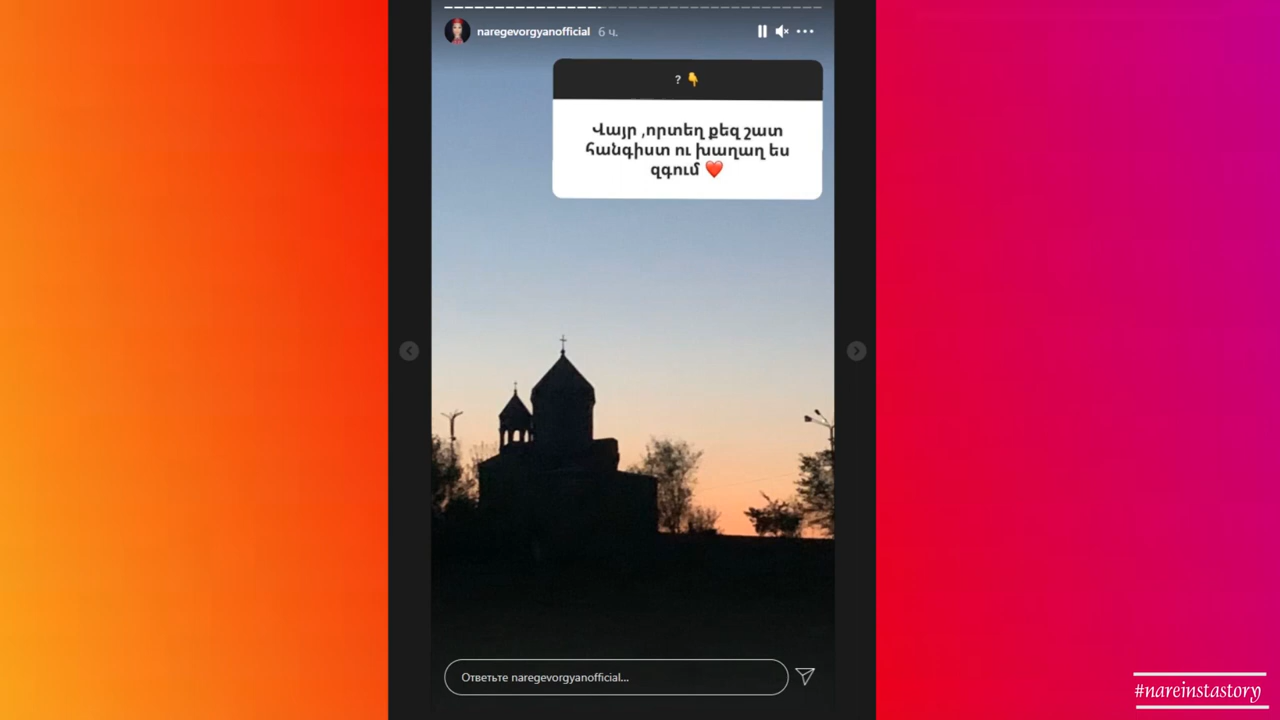 naregevorgyanofficial 6 ч.
? 👇
Վայր ,որտեղ քեզ շատ
հանգիստ ու խաղաղ ես
զգում ❤️
Ответьте naregevorgyanofficial...
#nareinstastory